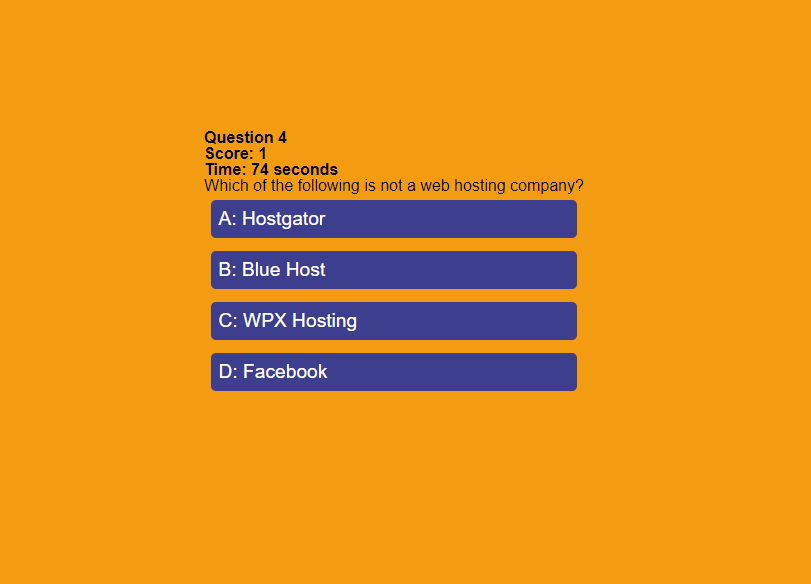 Question 4
Score: 1
Time: 74 seconds
Which of the following is not a web hosting company?
A: Hostgator
B: Blue Host
C: WPX Hosting
D: Facebook